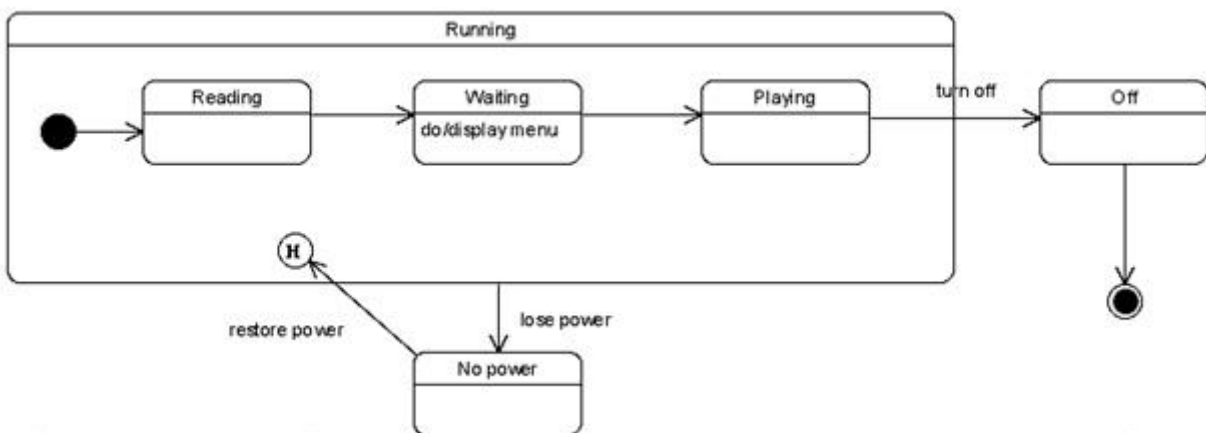 Running
Reading
Waiting
Playing
turn off
Off
do/display menu
H
restore power
lose power
No power